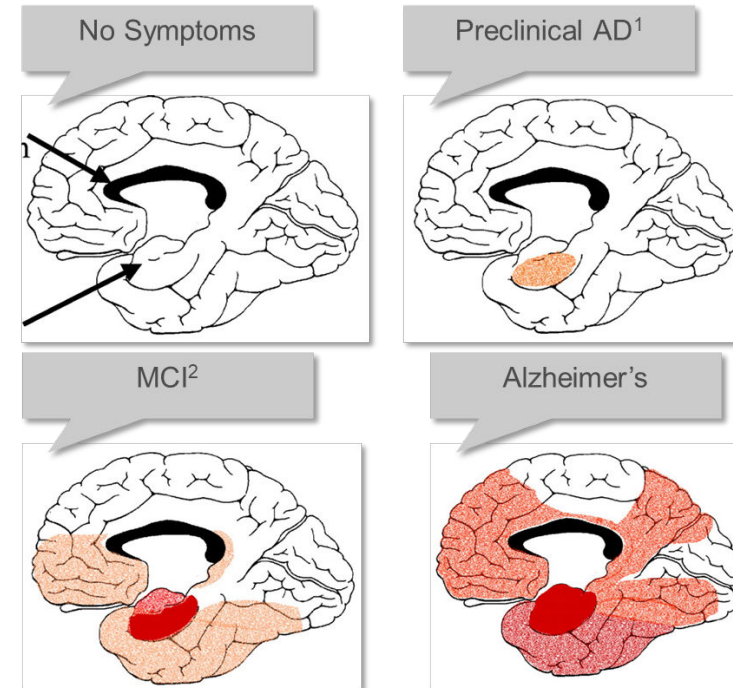 No Symptoms
Preclinical AD¹
MCI²
Alzheimer’s